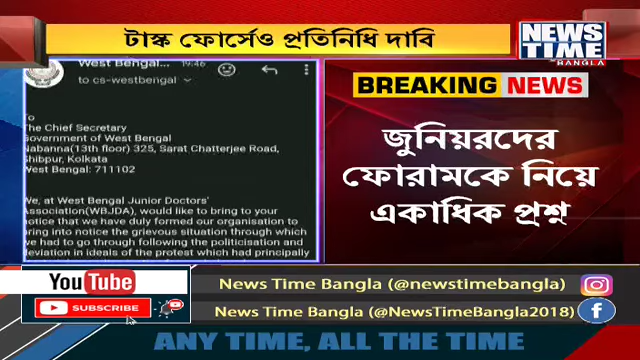 টাস্ক ফোর্সেও প্রতিনিধি দাবি
NEWS
TIME
BANGLA
West Bengal... 19:46
to cs-westbengal
To
The Chief Secretary
Government of West Bengal
Nabanna(13th floor) 325, Sarat Chatterjee Road,
Shibpur, Kolkata
West Bengal: 711102
We, at West Bengal Junior Doctors'
Association(WBJDA), would like to bring to your
notice that we have duly formed our organisation to
bring into notice the grievous situation through which
we had to go through following the politicisation and
deviation in ideals of the protest which had principally
BREAKING NEWS
জুনিয়রদের
ফোরামকে নিয়ে
একাধিক প্রশ্ন
YouTube
SUBSCRIBE
News Time Bangla (@newstimebangla)
News Time Bangla (@NewsTimeBangla2018)
ANY TIME, ALL THE TIME